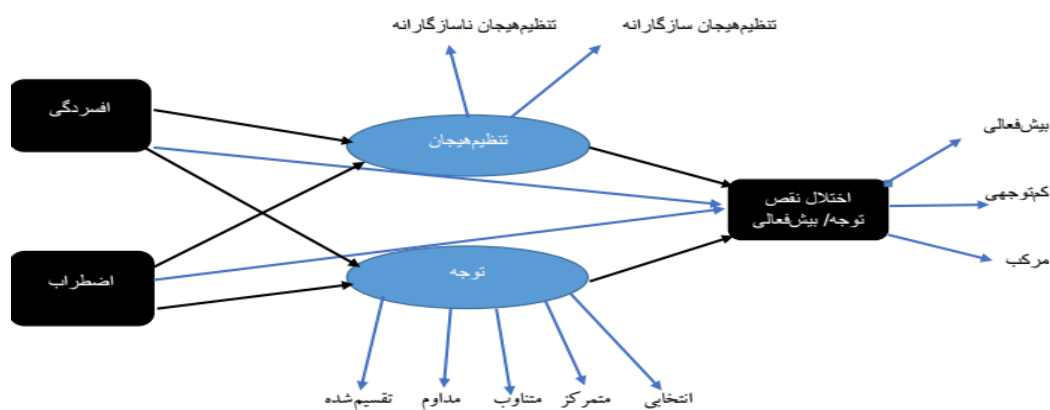 تنظیم‌هیجان سازگارانه
تنظیم‌هیجان ناسازگارانه
افسردگی
تنظیم‌هیجان
بیش‌فعالی
کم‌توجهی
مرکب
اختلال نقص
توجه/ بیش‌فعالی
اضطراب
توجه
انتخابی
متمرکز
متناوب
مداوم
تقسیم‌شده